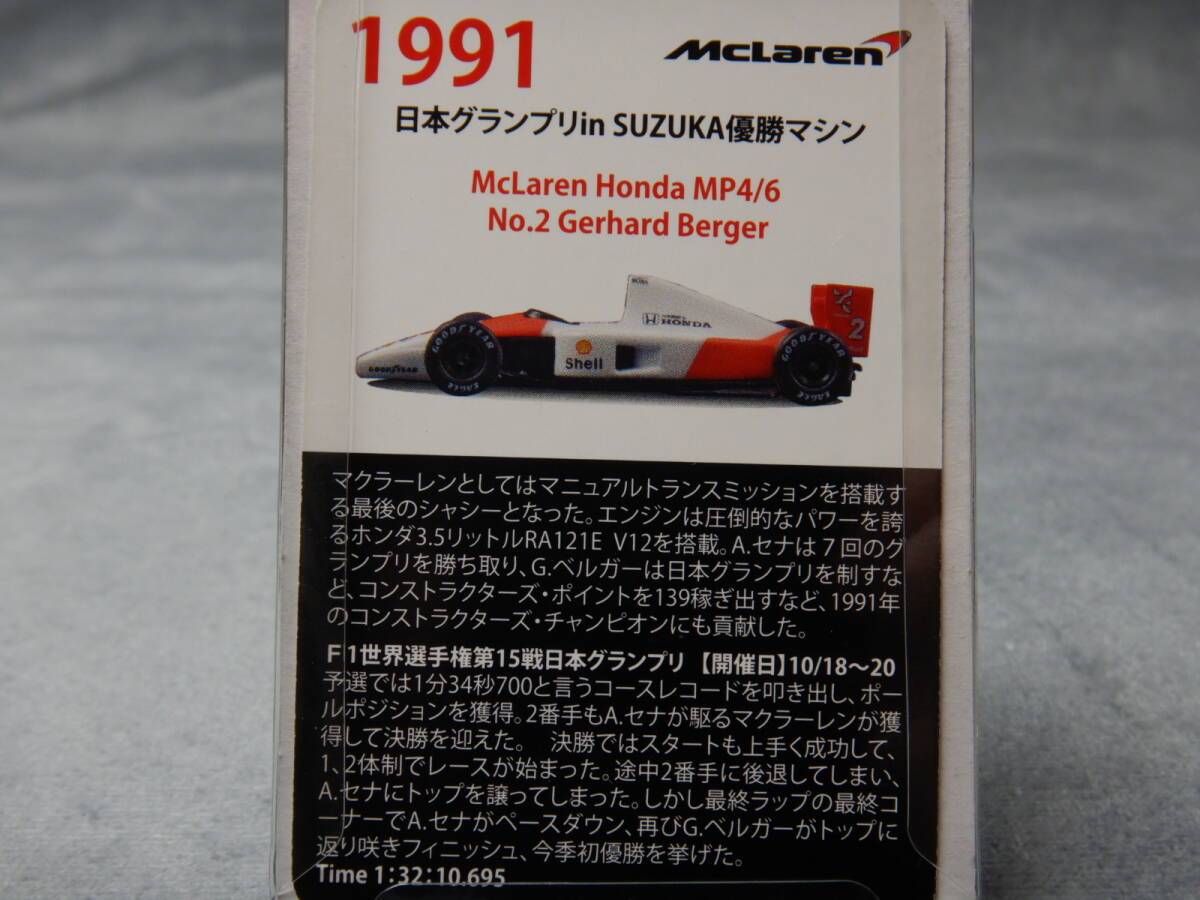 1991
McLaren
日本グランプリin SUZUKA優勝マシン
McLaren Honda MP4/6
No.2 Gerhard Berger
HONDA
Shell
GOODYEAR
GOODYEAR
EAGLE
GOODYEAR
EAGLE
2
マクラーレンとしてはマニュアルトランスミッションを搭載す
る最後のシャシーとなった。エンジンは圧倒的なパワーを誇
るホンダ3.5リットルRA121E V12を搭載。A.セナは7回のグ
ランプリを勝ち取り、G.ベルガーは日本グランプリを制すな
ど、コンストラクターズ・ポイントを139稼ぎ出すなど、1991年
のコンストラクターズ・チャンピオンにも貢献した。
F1世界選手権第15戦日本グランプリ 【開催日】10/18〜20
予選では1分34秒700と言うコースレコードを叩き出し、ポー
ルポジションを獲得。2番手もA.セナが駆るマクラーレンが獲
得して決勝を迎えた。 決勝ではスタートも上手く成功して、
1、2体制でレースが始まった。途中2番手に後退してしまい、
A.セナにトップを譲ってしまった。しかし最終ラップの最終コ
ーナーでA.セナがペースダウン、再びG.ベルガーがトップに
返り咲きフィニッシュ、今季初優勝を挙げた。
Time 1:32:10.695